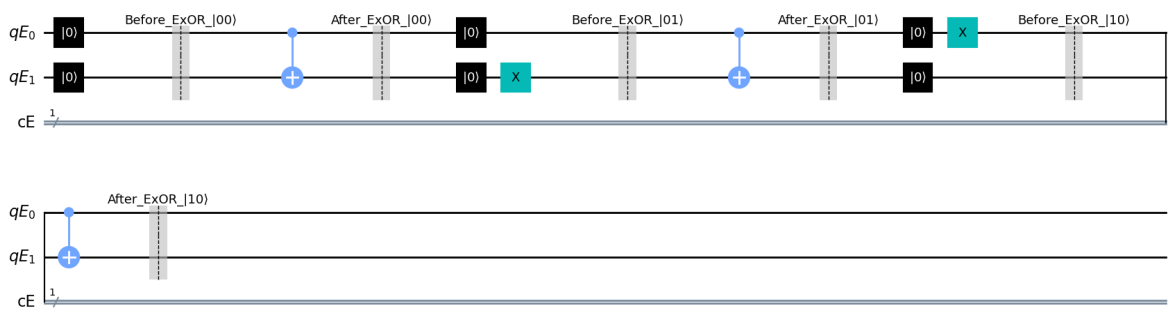 Before_ExOR_|00⟩ After_ExOR_|00⟩ Before_ExOR_|01⟩ After_ExOR_|01⟩ Before_ExOR_|10⟩
qE₀ |0⟩ |0⟩ |0⟩ X
qE₁ |0⟩ |0⟩ X |0⟩
cE 1
After_ExOR_|10⟩
qE₀
qE₁
cE 1